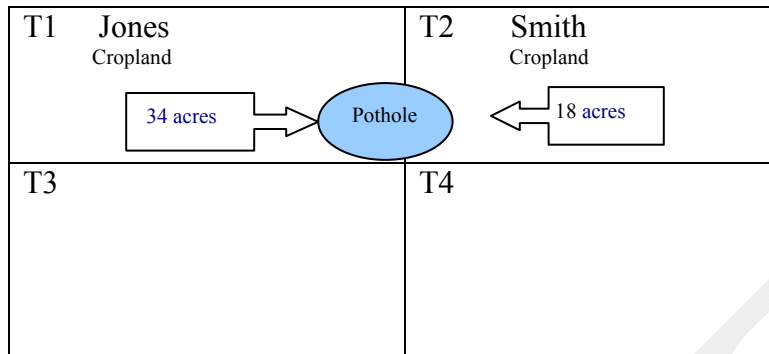 T1 Jones
Cropland
34 acres
Pothole
T2 Smith
Cropland
18 acres
T3
T4